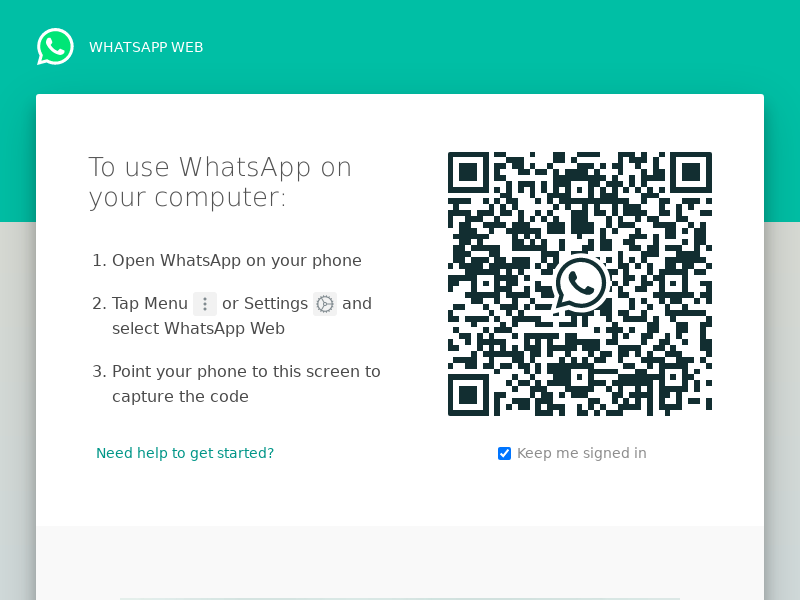 WHATSAPP WEB
To use WhatsApp on
your computer:
1. Open WhatsApp on your phone
2. Tap Menu or Settings and
select WhatsApp Web
3. Point your phone to this screen to
capture the code
Need help to get started?
Keep me signed in